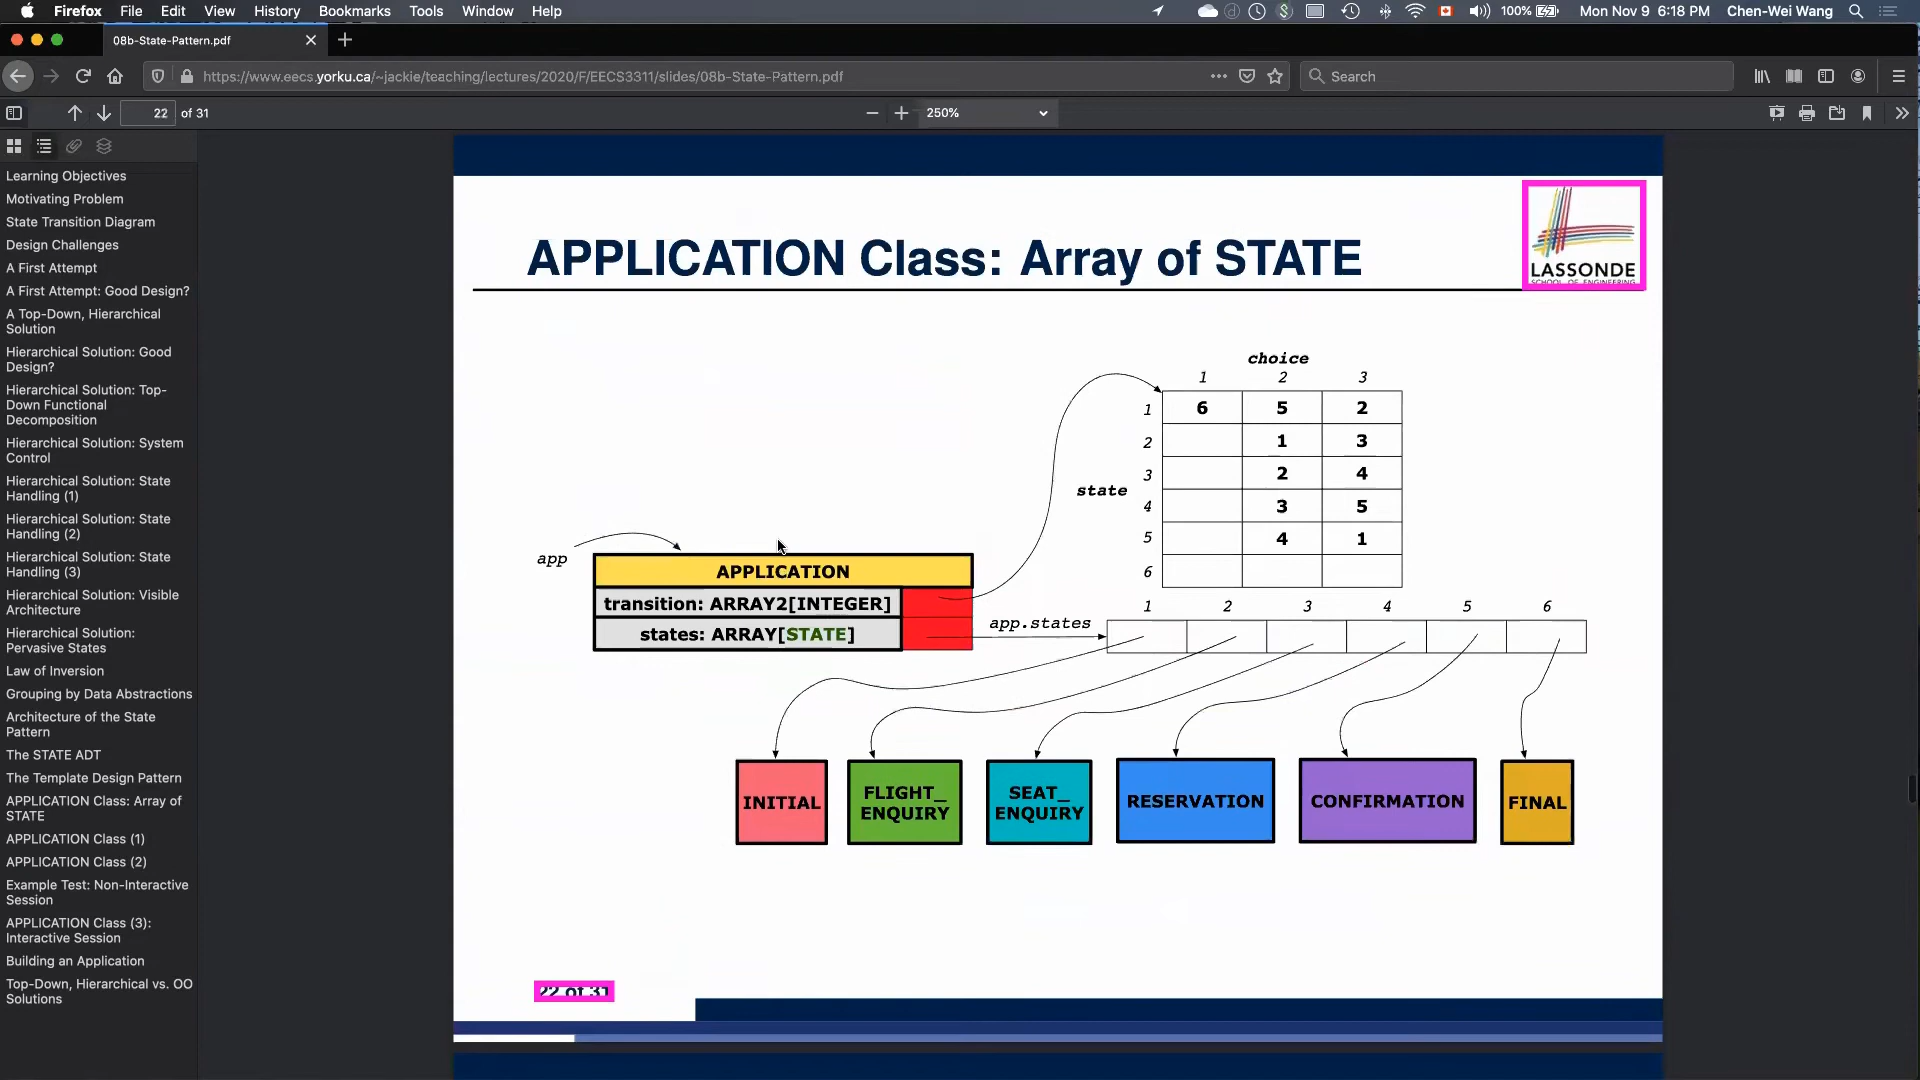 Firefox File Edit View History Bookmarks Tools Window Help 100% Mon Nov 9 6:18 PM Chen-Wei Wang
08b-State-Pattern.pdf
https://www.eecs.yorku.ca/~jackie/teaching/lectures/2020/F/EECS3311/slides/08b-State-Pattern.pdf Search
22 of 31 250%
Learning Objectives
Motivating Problem
State Transition Diagram
Design Challenges
A First Attempt
A First Attempt: Good Design?
A Top-Down, Hierarchical
Solution
Hierarchical Solution: Good
Design?
Hierarchical Solution: Top-
Down Functional
Decomposition
Hierarchical Solution: System
Control
Hierarchical Solution: State
Handling (1)
Hierarchical Solution: State
Handling (2)
Hierarchical Solution: State
Handling (3)
Hierarchical Solution: Visible
Architecture
Hierarchical Solution:
Pervasive States
Law of Inversion
Grouping by Data Abstractions
Architecture of the State
Pattern
The STATE ADT
The Template Design Pattern
APPLICATION Class: Array of
STATE
APPLICATION Class (1)
APPLICATION Class (2)
Example Test: Non-Interactive
Session
APPLICATION Class (3):
Interactive Session
Building an Application
Top-Down, Hierarchical vs. OO
Solutions
APPLICATION Class: Array of STATE
LASSONDE
SCHOOL OF ENGINEERING
choice
1 2 3
1 6 5 2
2 1 3
3 2 4
state
4 3 5
5 4 1
6
app
APPLICATION
transition: ARRAY2[INTEGER]
states: ARRAY[STATE]
app.states
1 2 3 4 5 6
INITIAL
FLIGHT_
ENQUIRY
SEAT_
ENQUIRY
RESERVATION
CONFIRMATION
FINAL
22 of 31